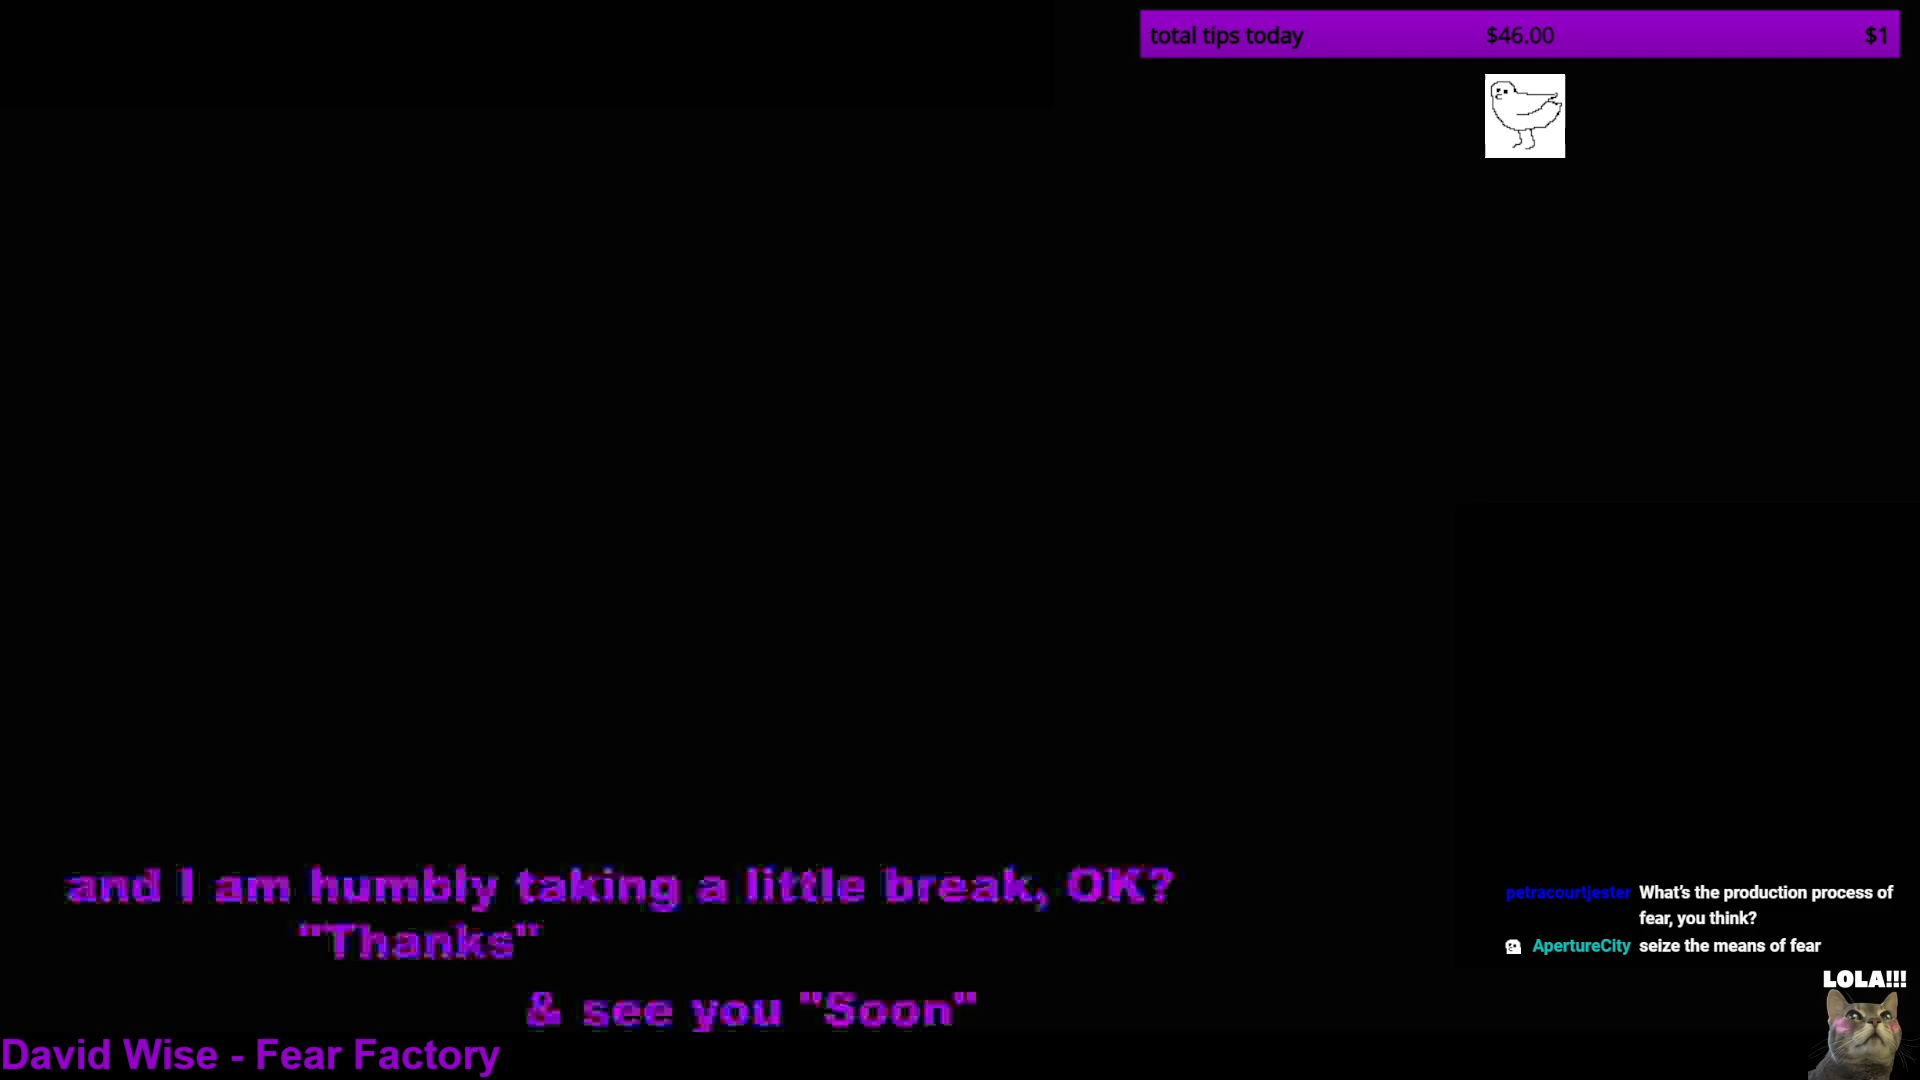 total tips today $46.00 $1
and I am humbly taking a little break, OK?
"Thanks"
& see you "Soon"
petracourtjester What's the production process of
fear, you think?
ApertureCity seize the means of fear
LOLA!!!
David Wise - Fear Factory